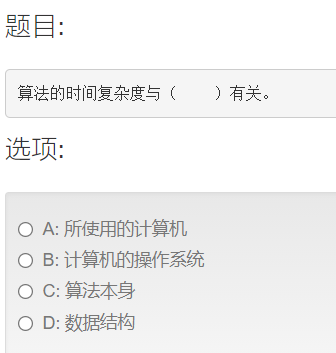 题目:
算法的时间复杂度与（ ）有关。
选项:
A: 所使用的计算机
B: 计算机的操作系统
C: 算法本身
D: 数据结构